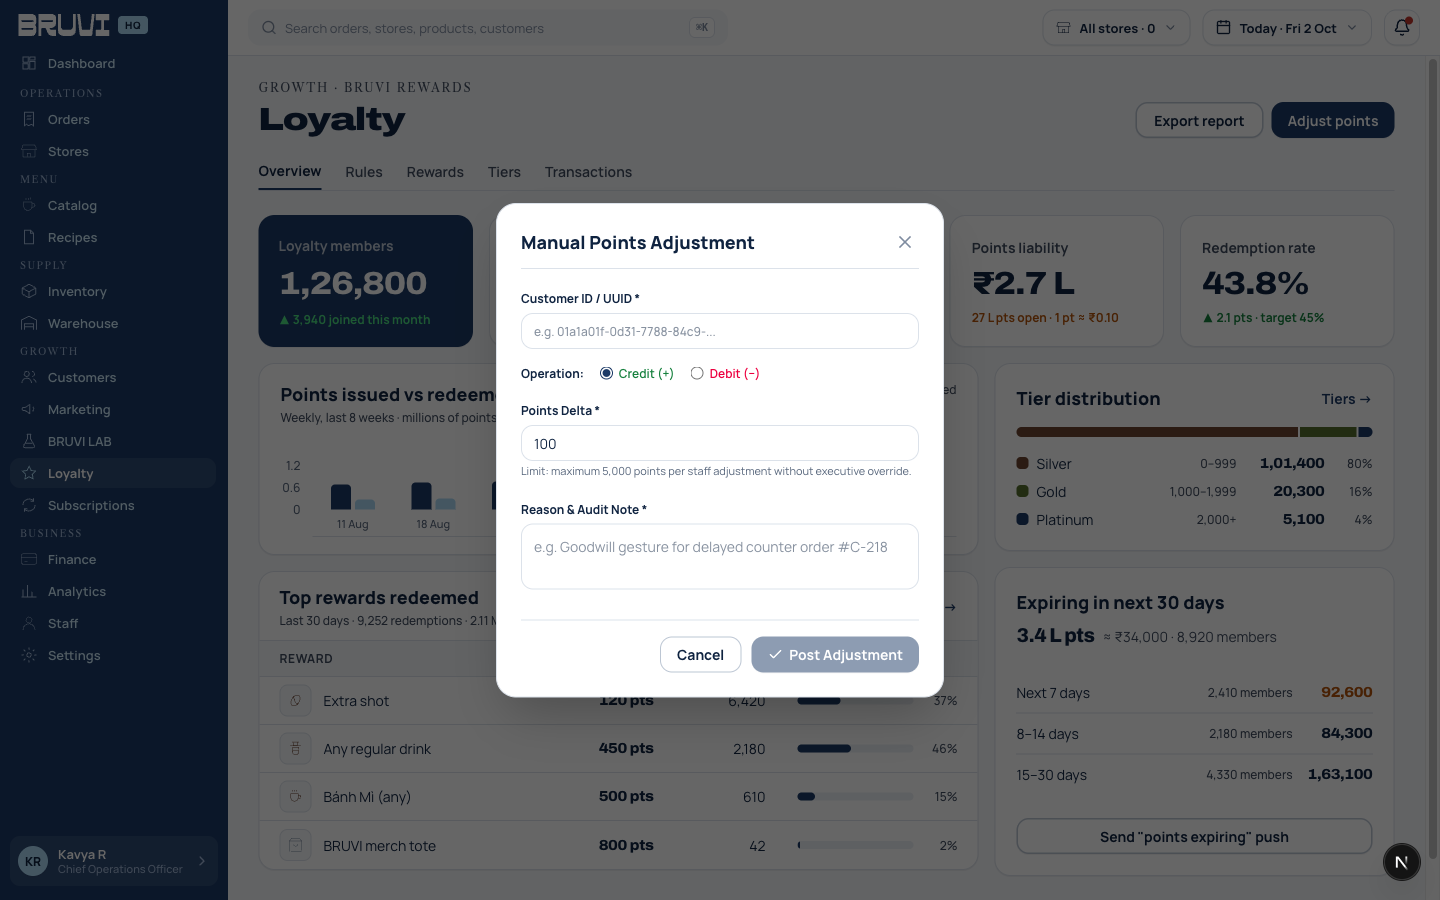 BRUVI HQ
Search orders, stores, products, customers
⌘K
All stores · 0
Today · Fri 2 Oct
Dashboard
OPERATIONS
Orders
Stores
MENU
Catalog
Recipes
SUPPLY
Inventory
Warehouse
GROWTH
Customers
Marketing
BRUVI LAB
Loyalty
Subscriptions
BUSINESS
Finance
Analytics
Staff
Settings
KR
Kavya R
Chief Operations Officer
GROWTH · BRUVI REWARDS
Loyalty
Export report
Adjust points
Overview Rules Rewards Tiers Transactions
Loyalty members
1,26,800
▲ 3,940 joined this month
Points liability
₹2.7 L
27 L pts open · 1 pt ≈ ₹0.10
Redemption rate
43.8%
▲ 2.1 pts · target 45%
Manual Points Adjustment
Customer ID / UUID *
e.g. 01a1a01f-0d31-7788-84c9-...
Operation: Credit (+) Debit (−)
Points Delta *
100
Limit: maximum 5,000 points per staff adjustment without executive override.
Reason & Audit Note *
e.g. Goodwill gesture for delayed counter order #C-218
Cancel
Post Adjustment
Points issued vs redeem
ed
Weekly, last 8 weeks · millions of points
1.2
0.6
0
11 Aug
18 Aug
Tier distribution
Tiers →
Silver 0–999 1,01,400 80%
Gold 1,000–1,999 20,300 16%
Platinum 2,000+ 5,100 4%
Top rewards redeemed
→
Last 30 days · 9,252 redemptions · 2.11 M
REWARD
Extra shot 120 pts 6,420 37%
Any regular drink 450 pts 2,180 46%
Bánh Mì (any) 500 pts 610 15%
BRUVI merch tote 800 pts 42 2%
Expiring in next 30 days
3.4 L pts ≈ ₹34,000 · 8,920 members
Next 7 days 2,410 members 92,600
8–14 days 2,180 members 84,300
15–30 days 4,330 members 1,63,100
Send "points expiring" push
N